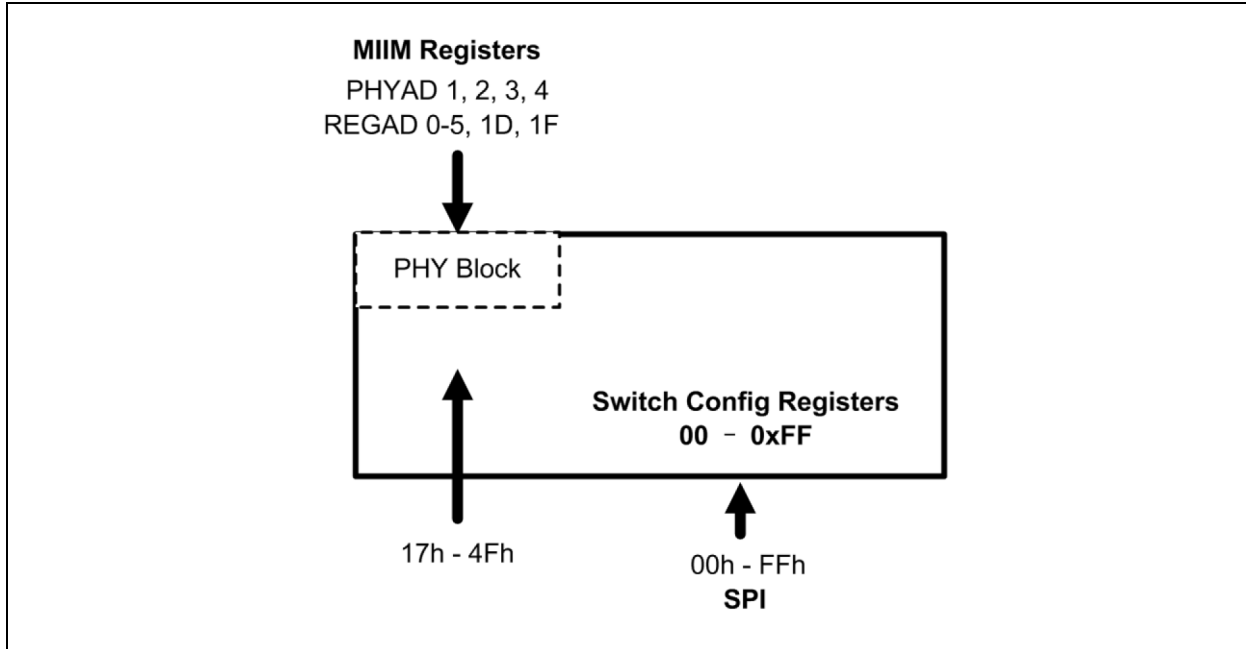 MIIM Registers
PHYAD 1, 2, 3, 4
REGAD 0-5, 1D, 1F
PHY Block
Switch Config Registers
00 - 0xFF
17h - 4Fh
00h - FFh
SPI